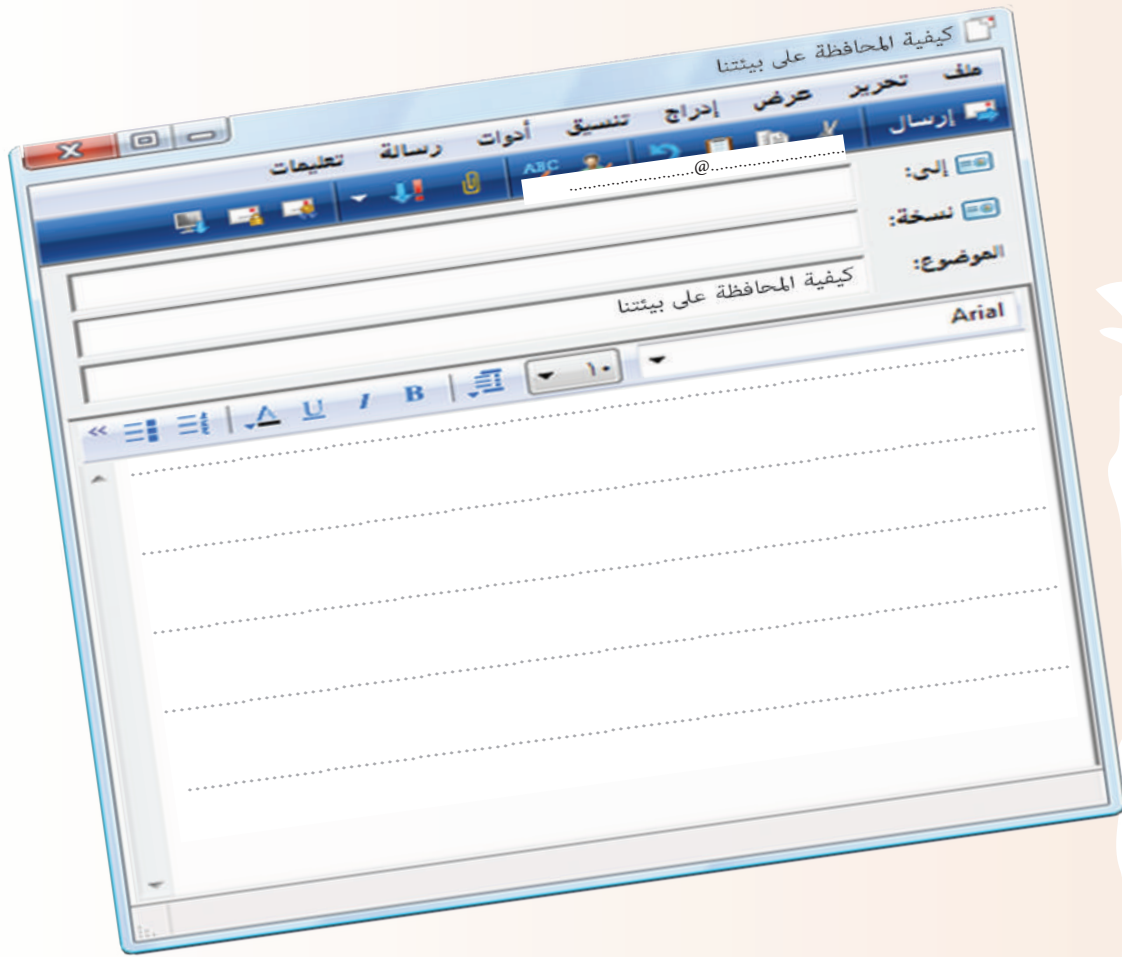 كيفية المحافظة على بيئتنا
ملف تحرير عرض إدراج تنسيق أدوات رسالة تعليمات
إرسال ABC
...........................@.............................
إلى:
نسخة:
الموضوع: كيفية المحافظة على بيئتنا
Arial ١٠ B I U A